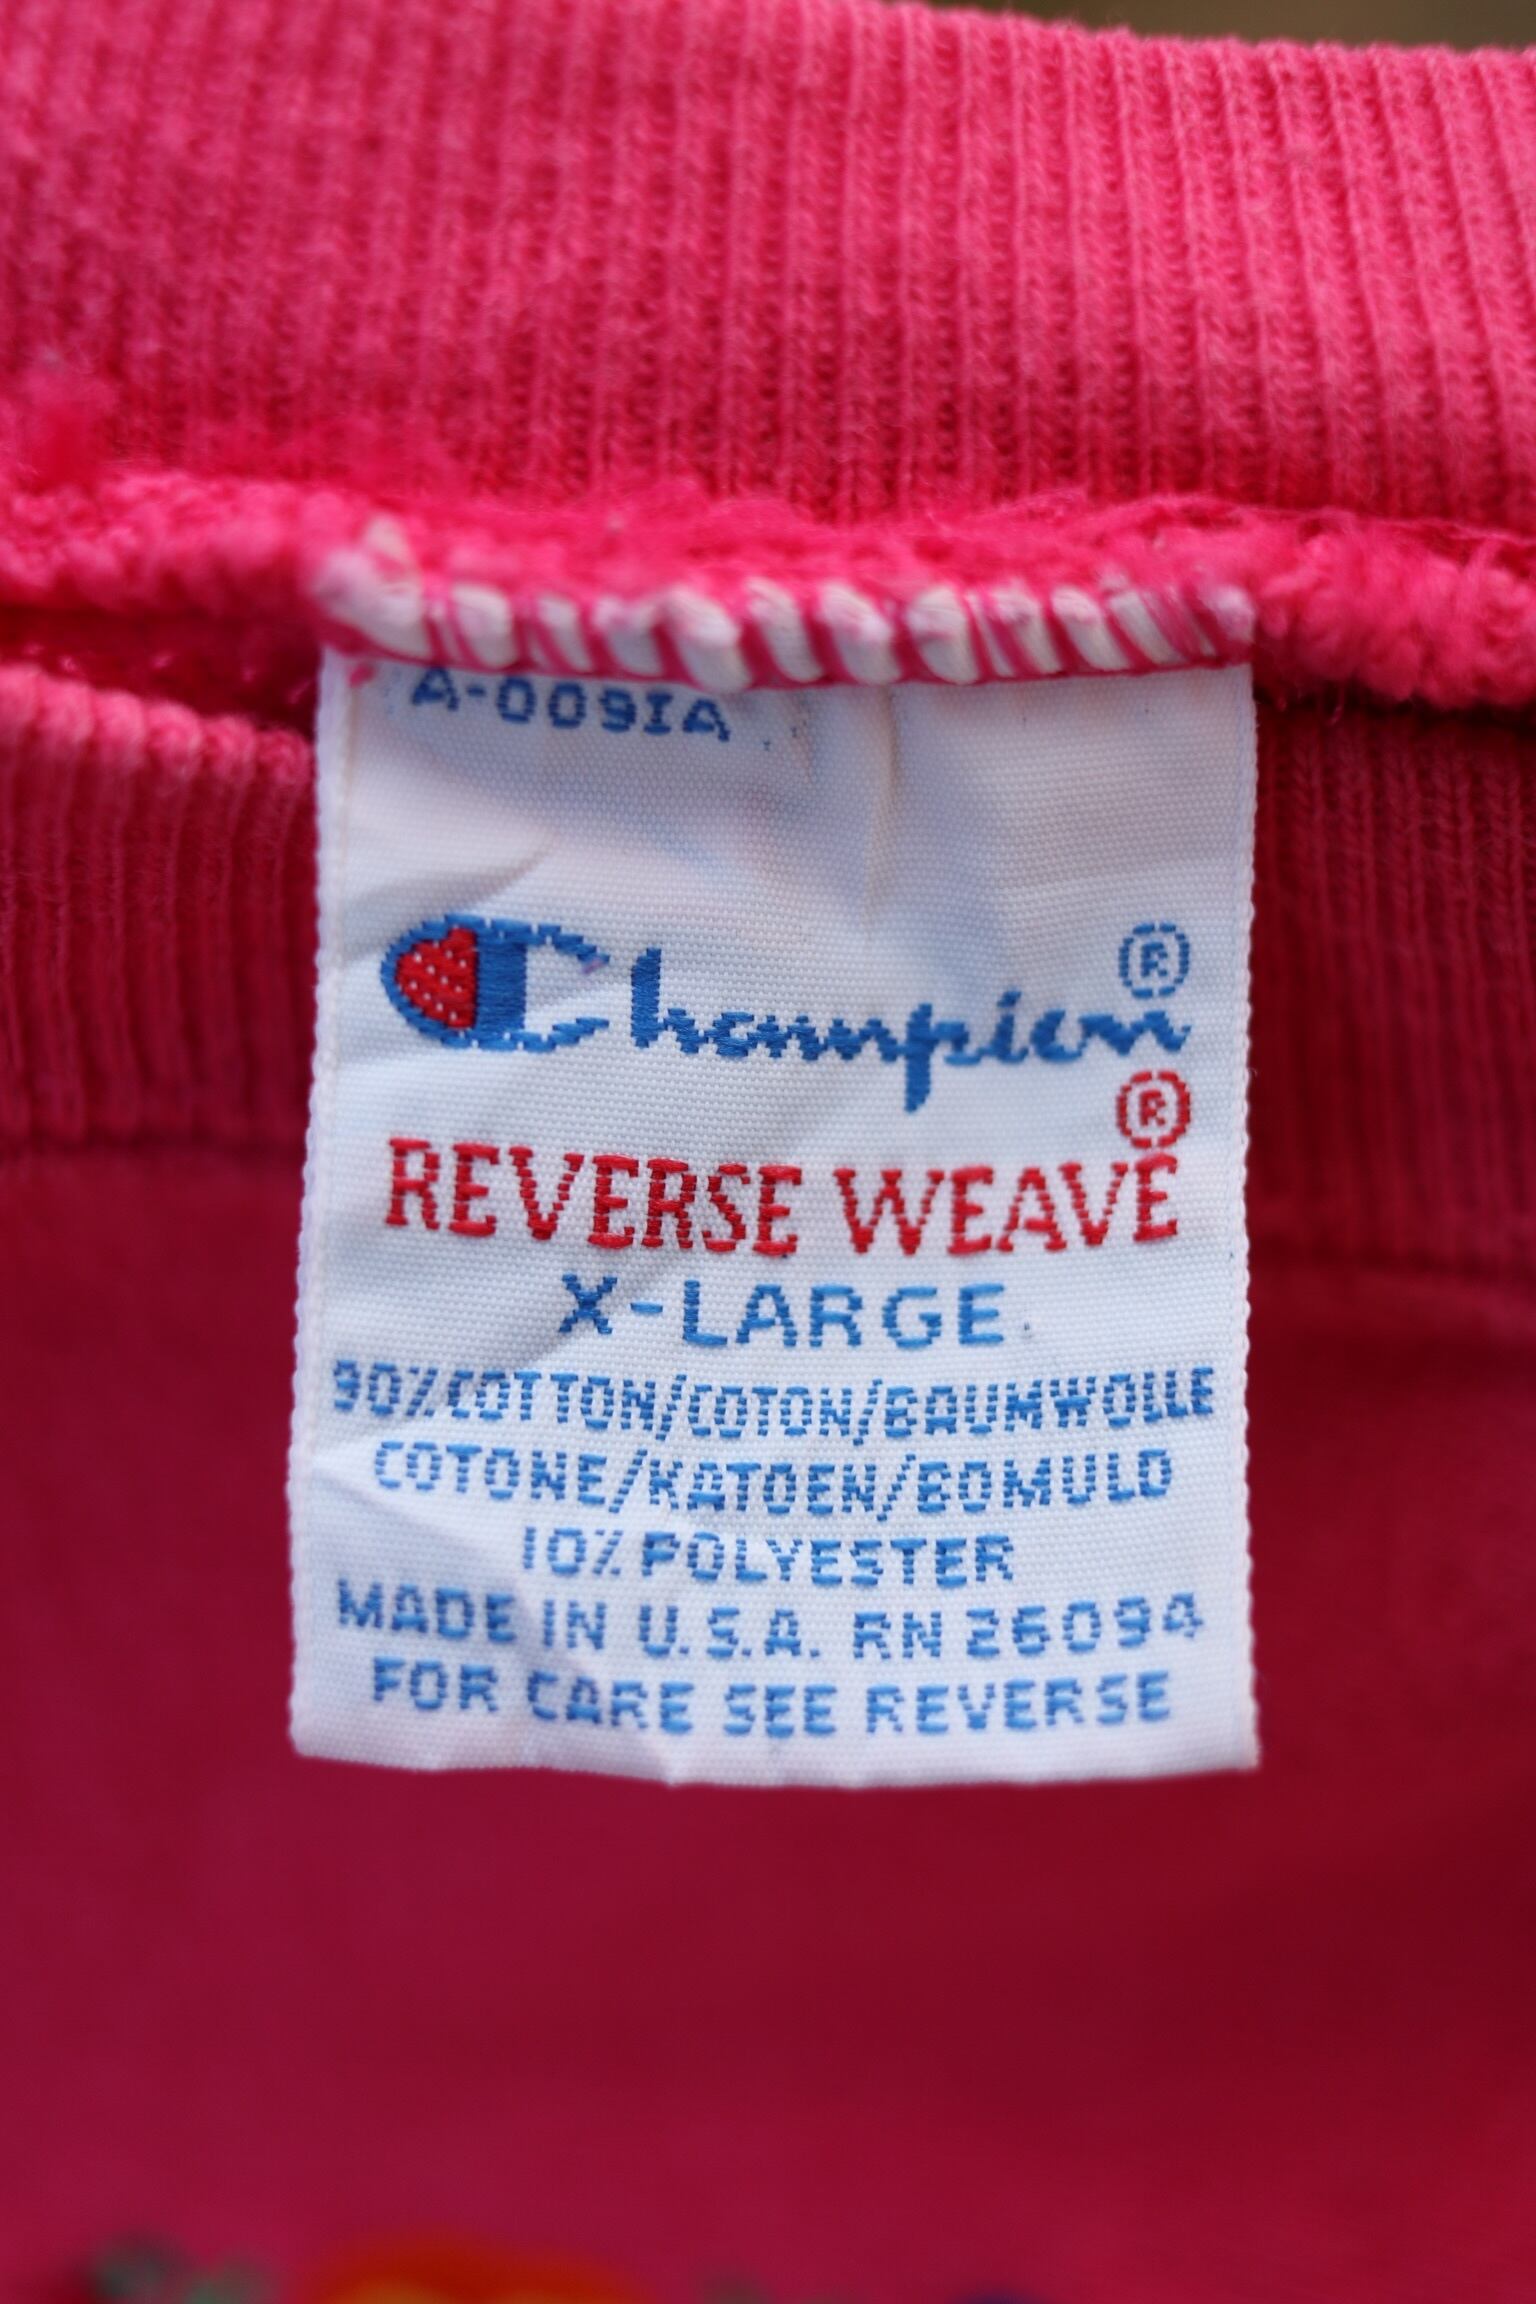 A-009IA
Champion®
®
REVERSE WEAVE
X-LARGE
90%COTTON/COTON/BAUMWOLLE
COTONE/KATOEN/BOMULD
10% POLYESTER
MADE IN U.S.A. RN 26094
FOR CARE SEE REVERSE